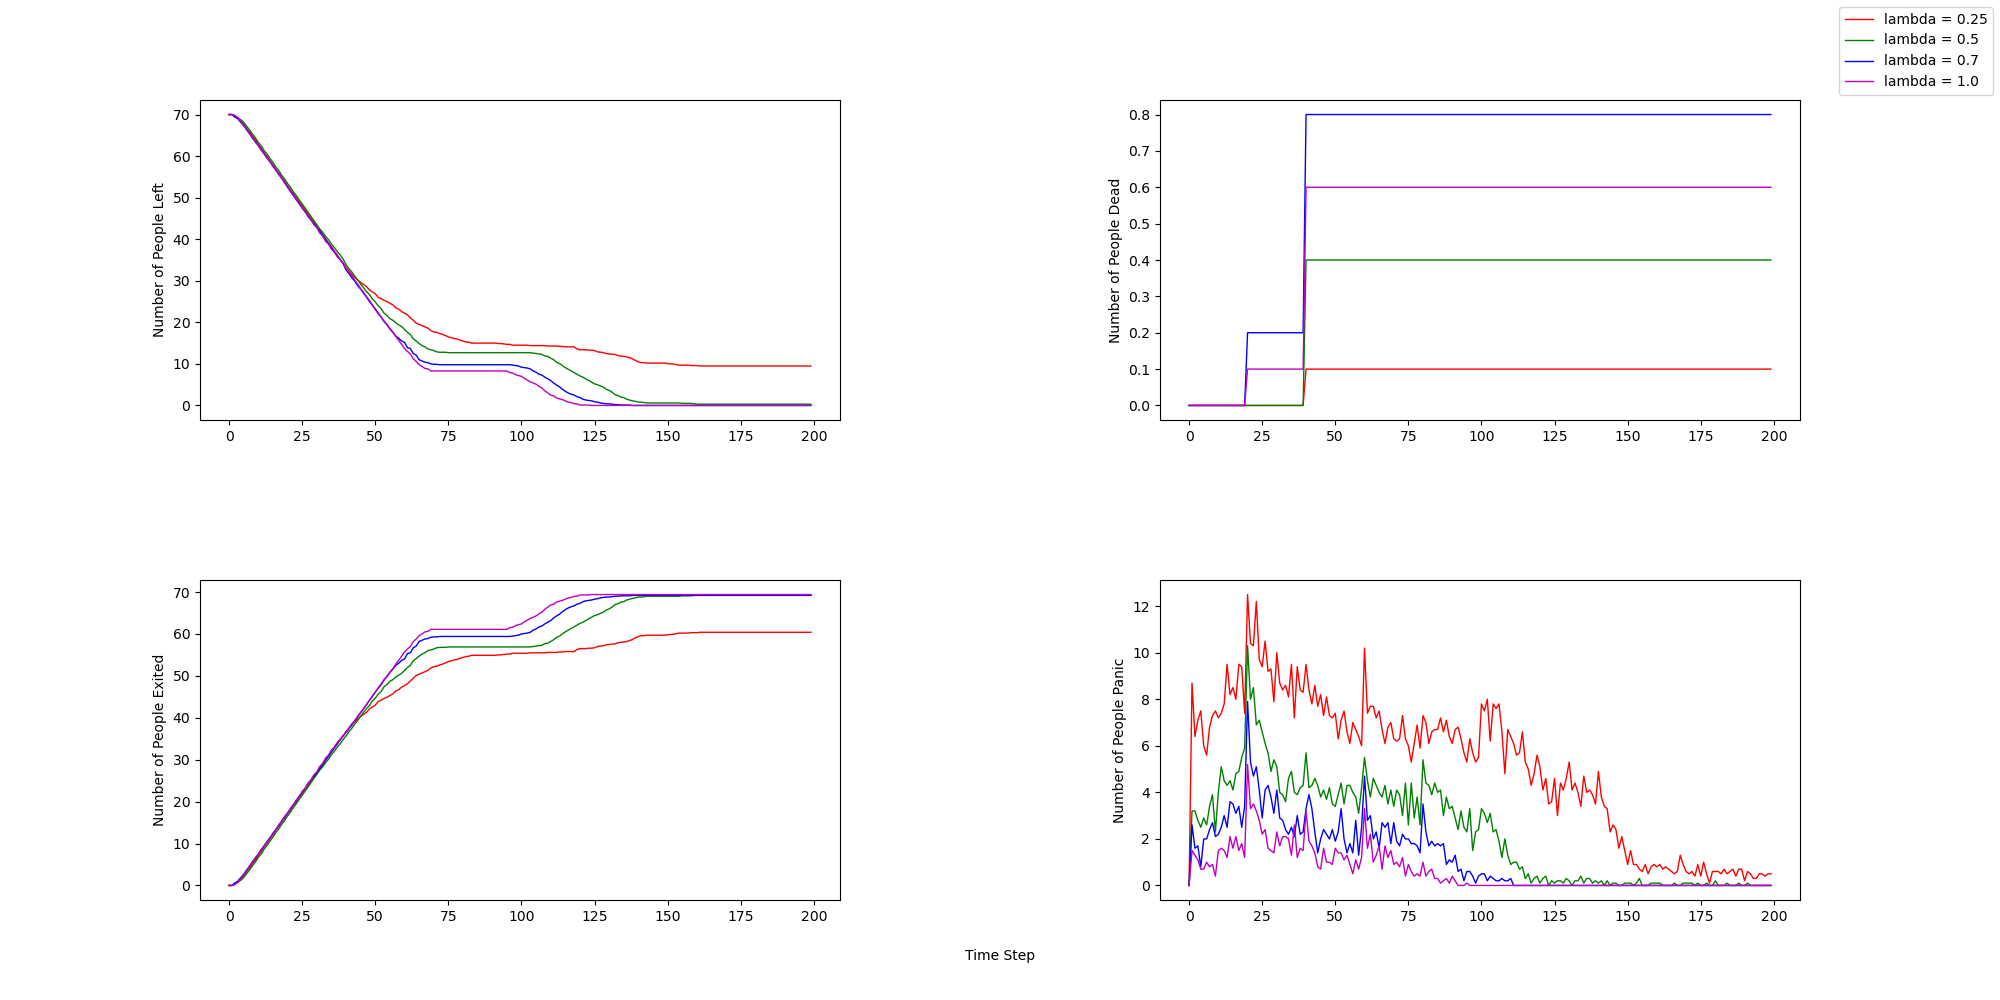 lambda = 0.25
lambda = 0.5
lambda = 0.7
lambda = 1.0
Number of People Left
70
60
50
40
30
20
10
0
0 25 50 75 100 125 150 175 200
Number of People Dead
0.8
0.7
0.6
0.5
0.4
0.3
0.2
0.1
0.0
0 25 50 75 100 125 150 175 200
Number of People Exited
70
60
50
40
30
20
10
0
0 25 50 75 100 125 150 175 200
Number of People Panic
12
10
8
6
4
2
0
0 25 50 75 100 125 150 175 200
Time Step